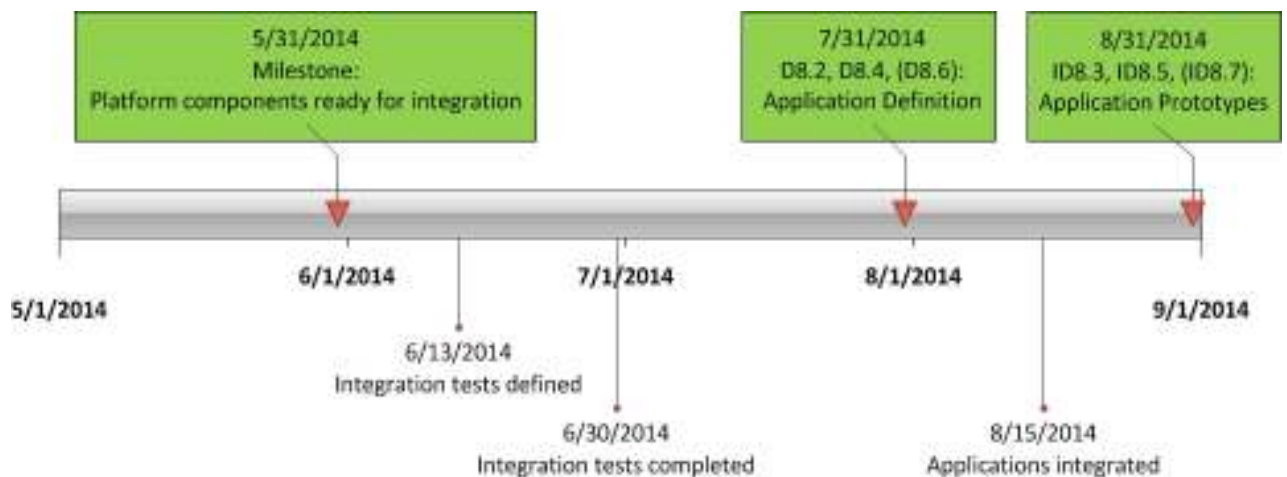 5/31/2014
Milestone:
Platform components ready for integration
7/31/2014
D8.2, D8.4, (D8.6):
Application Definition
8/31/2014
ID8.3, ID8.5, (ID8.7):
Application Prototypes
6/1/2014
7/1/2014
8/1/2014
5/1/2014
9/1/2014
6/13/2014
Integration tests defined
6/30/2014
Integration tests completed
8/15/2014
Applications integrated